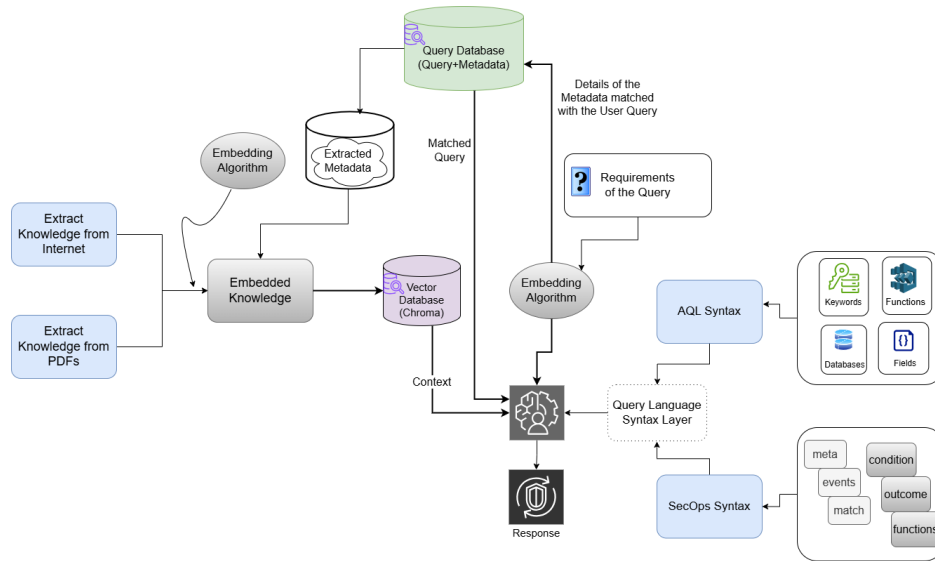 Query Database
(Query+Metadata)
Details of the
Metadata matched
with the User Query
Matched
Query
Embedding
Algorithm
Extracted
Metadata
?
Requirements
of the Query
Extract
Knowledge from
Internet
Embedded
Knowledge
Vector
Database
(Chroma)
Embedding
Algorithm
Extract
Knowledge from
PDFs
Context
AQL Syntax
Keywords
Functions
Databases
{}
Fields
Query Language
Syntax Layer
SecOps Syntax
meta
events
match
condition
outcome
functions
Response